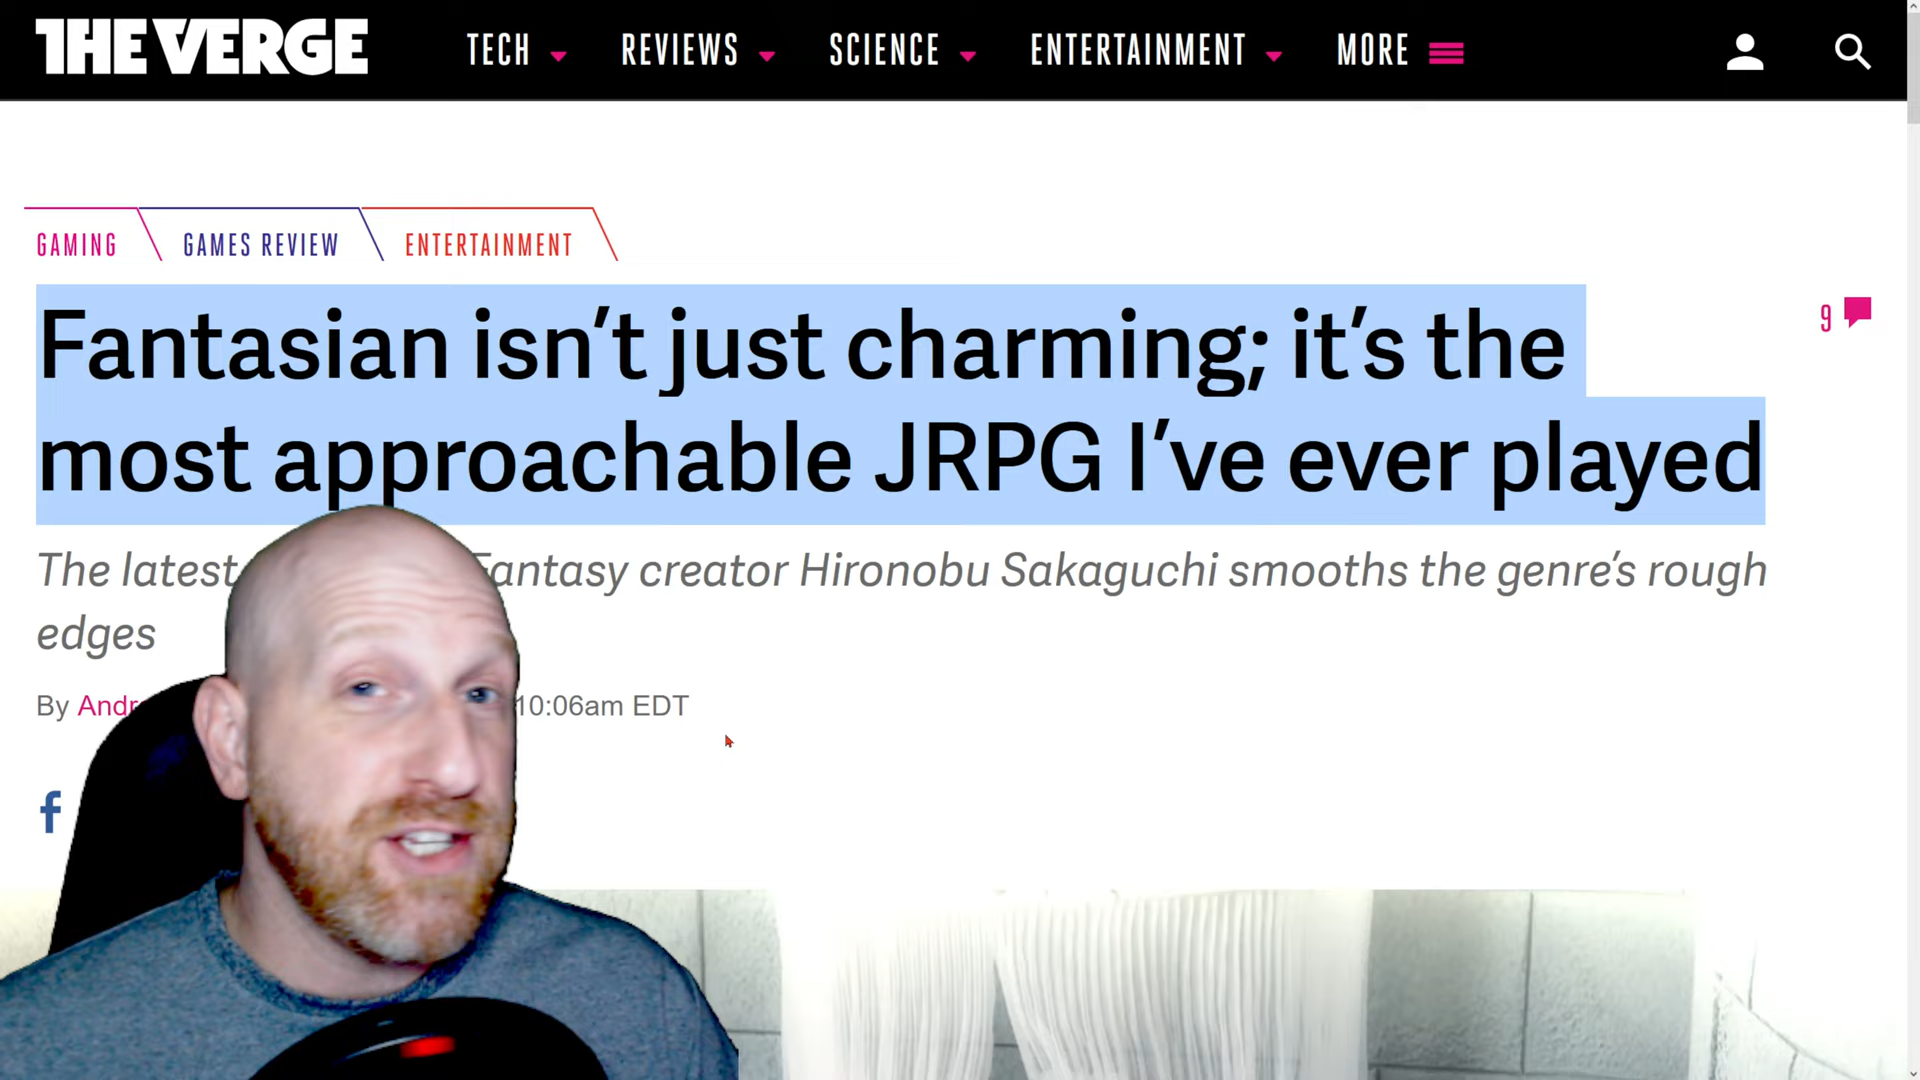 THE VERGE
TECH REVIEWS SCIENCE ENTERTAINMENT MORE
GAMING GAMES REVIEW ENTERTAINMENT
Fantasian isn’t just charming; it’s the
9
most approachable JRPG I’ve ever played
The latest Fantasy creator Hironobu Sakaguchi smooths the genre’s rough
edges
By 10:06am EDT
f